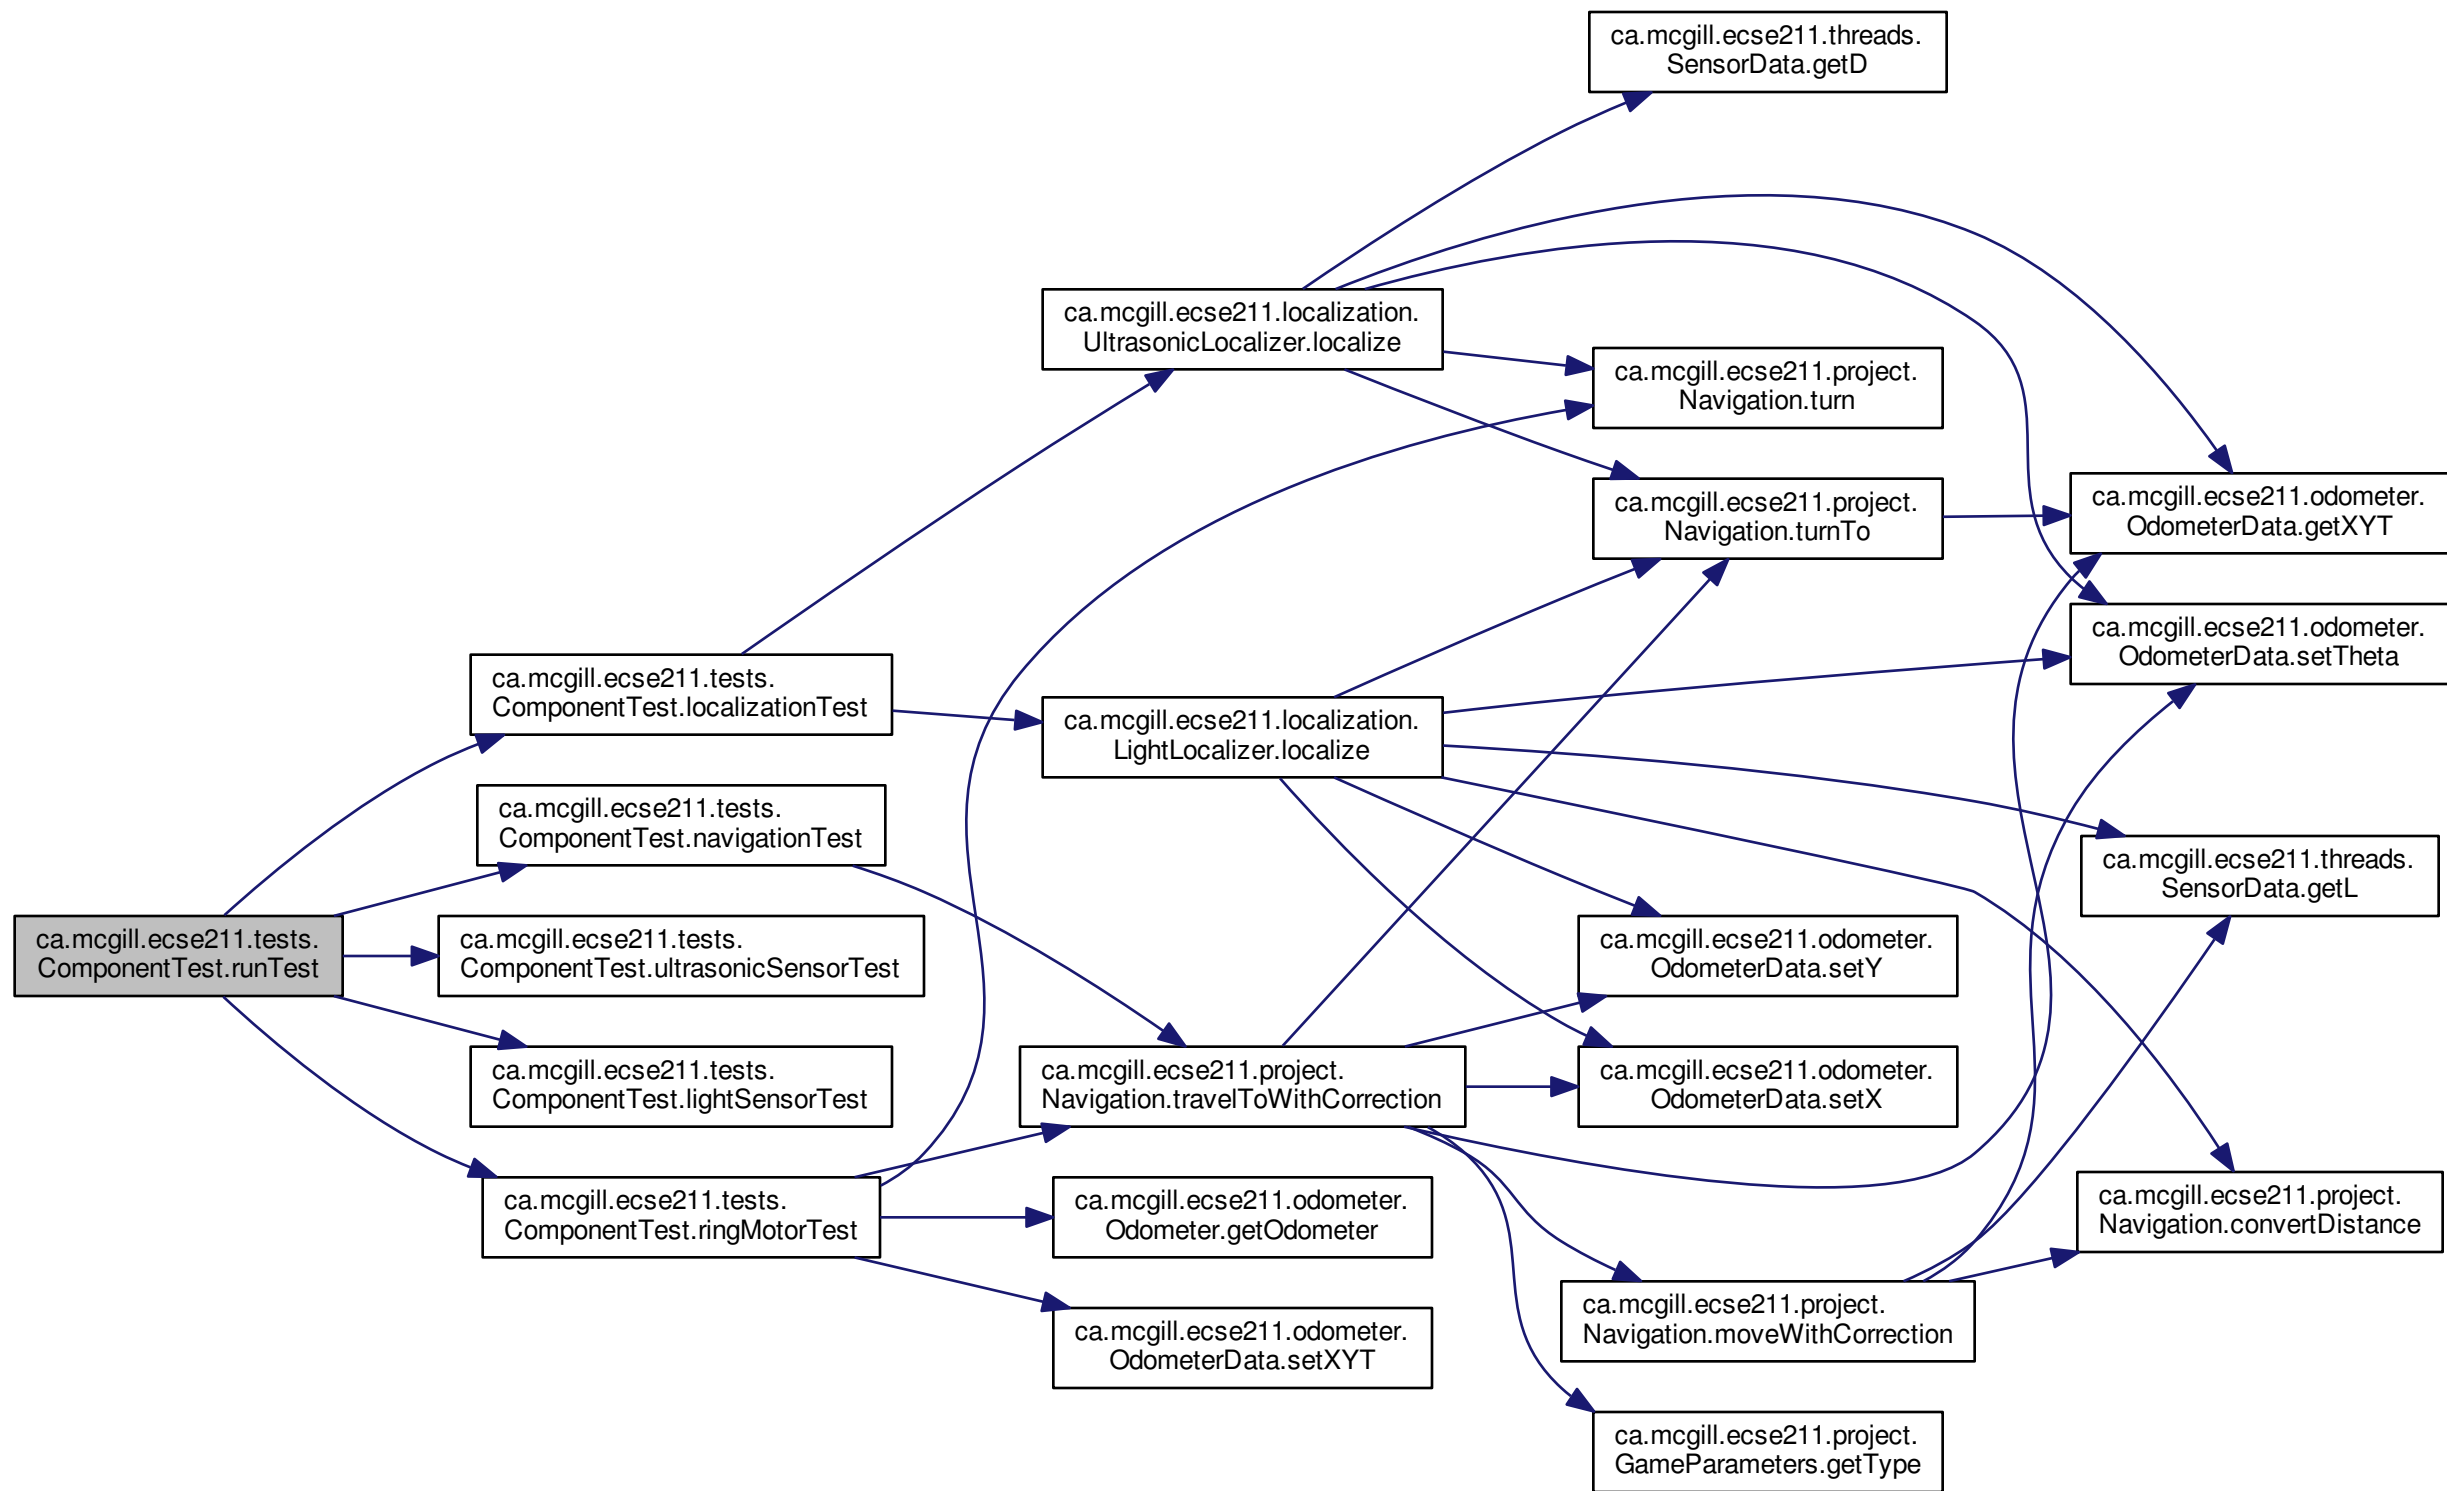 ca.mcgill.ecse211.tests.
ComponentTest.runTest
ca.mcgill.ecse211.tests.
ComponentTest.localizationTest
ca.mcgill.ecse211.tests.
ComponentTest.navigationTest
ca.mcgill.ecse211.tests.
ComponentTest.ultrasonicSensorTest
ca.mcgill.ecse211.tests.
ComponentTest.lightSensorTest
ca.mcgill.ecse211.tests.
ComponentTest.ringMotorTest
ca.mcgill.ecse211.localization.
UltrasonicLocalizer.localize
ca.mcgill.ecse211.localization.
LightLocalizer.localize
ca.mcgill.ecse211.project.
Navigation.travelToWithCorrection
ca.mcgill.ecse211.odometer.
Odometer.getOdometer
ca.mcgill.ecse211.odometer.
OdometerData.setXYT
ca.mcgill.ecse211.threads.
SensorData.getD
ca.mcgill.ecse211.project.
Navigation.turn
ca.mcgill.ecse211.project.
Navigation.turnTo
ca.mcgill.ecse211.odometer.
OdometerData.setY
ca.mcgill.ecse211.odometer.
OdometerData.setX
ca.mcgill.ecse211.project.
Navigation.moveWithCorrection
ca.mcgill.ecse211.project.
GameParameters.getType
ca.mcgill.ecse211.odometer.
OdometerData.getXYT
ca.mcgill.ecse211.odometer.
OdometerData.setTheta
ca.mcgill.ecse211.threads.
SensorData.getL
ca.mcgill.ecse211.project.
Navigation.convertDistance